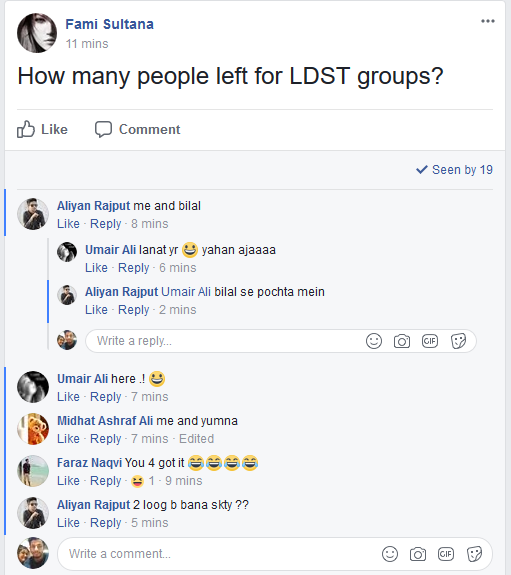 Fami Sultana
11 mins
How many people left for LDST groups?
Like Comment
Seen by 19
Aliyan Rajput me and bilal
Like · Reply · 8 mins
Umair Ali lanat yr 😀 yahan ajaaaa
Like · Reply · 6 mins
Aliyan Rajput Umair Ali bilal se pochta mein
Like · Reply · 2 mins
Write a reply...
GIF
Umair Ali here .! 😀
Like · Reply · 7 mins
Midhat Ashraf Ali me and yumna
Like · Reply · 7 mins · Edited
Faraz Naqvi You 4 got it 😂😂😂😂
Like · Reply · 😆 1 · 9 mins
Aliyan Rajput 2 loog b bana skty ??
Like · Reply · 5 mins
Write a comment...
GIF